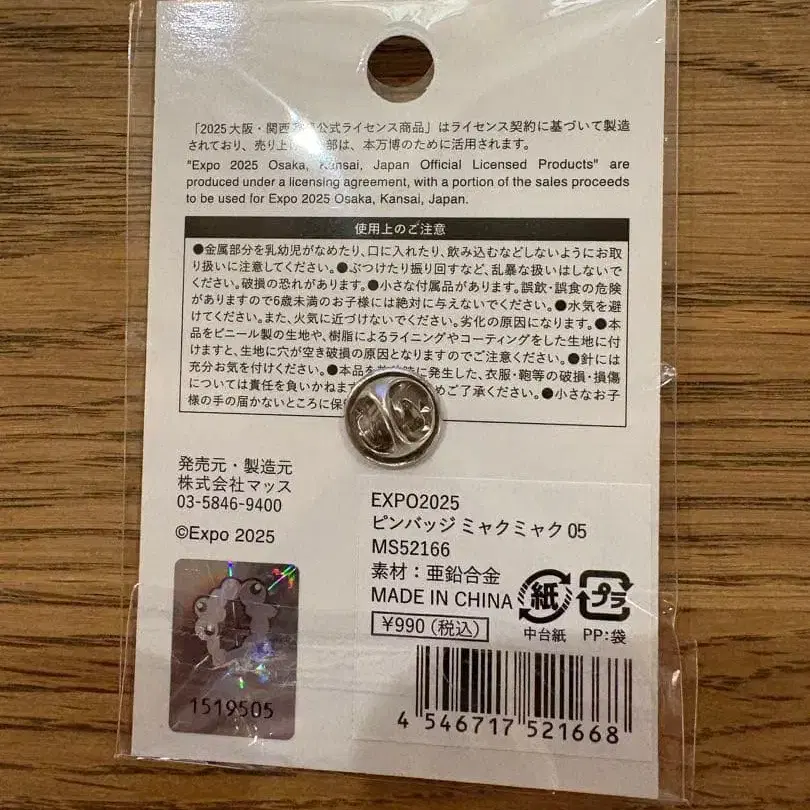 「2025大阪・関西 公式ライセンス商品」はライセンス契約に基づいて製造
されており、売り上げ 部は、本万博のために活用されます。
"Expo 2025 Osaka, Kansai, Japan Official Licensed Products" are
produced under a licensing agreement, with a portion of the sales proceeds
to be used for Expo 2025 Osaka, Kansai, Japan.
使用上のご注意
●金属部分を乳幼児がなめたり、口に入れたり、飲み込むなどしないようにお取
り扱いに注意してください。●ぶつけたり振り回すなど、乱暴な扱いはしないで
ください。破損の恐れがあります。●小さな付属品があります。誤飲・誤食の危険
がありますので6歳未満のお子様には絶対に与えないでください。●水気を避
けてください。また、火気に近づけないでください。劣化の原因になります。●本
品をビニール製の生地や、樹脂によるライニングやコーティングをした生地に付
けますと、生地に穴が空き破損の原因となりますのでご注意ください。●針には
充分お気を付けください。●本品を 時に発生した、衣服・鞄等の破損・損傷
については責任を負いかねます めご了承ください。●小さなお子
様の手の届かないところに保
発売元・製造元
株式会社マッス
03-5846-9400
©Expo 2025
EXPO2025
ピンバッジ ミャクミャク 05
MS52166
素材：亜鉛合金
MADE IN CHINA
¥990（税込）
紙 プラ
中台紙 PP:袋
1519505
4 546717 521668